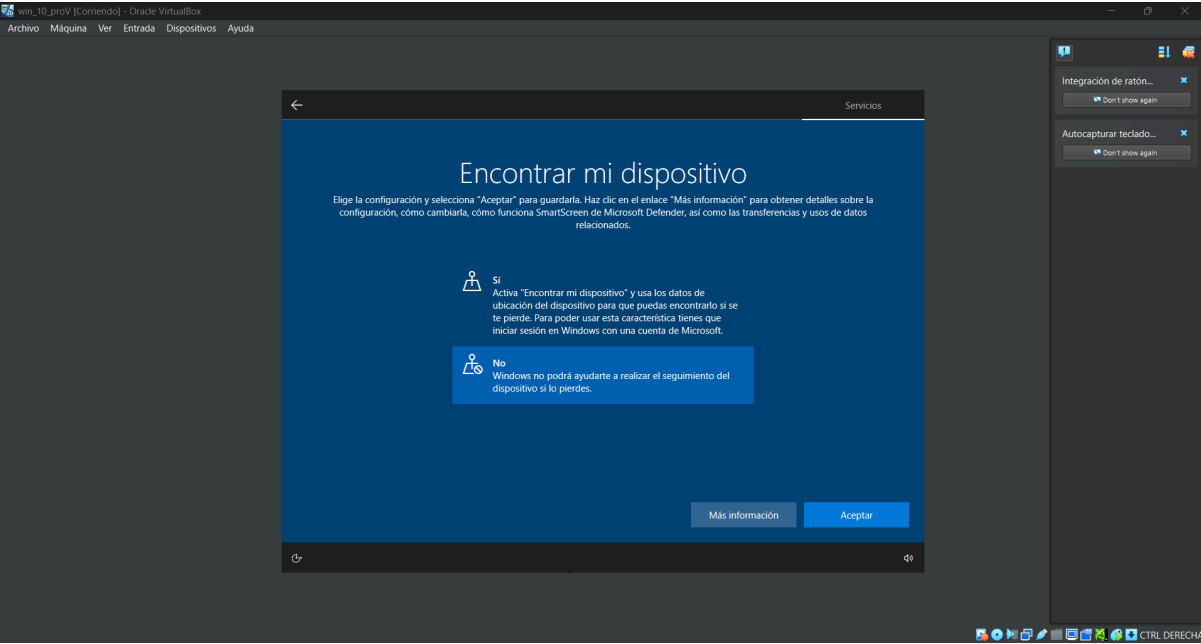 win_10_proV [Corriendo] - Oracle VirtualBox
Archivo Máquina Ver Entrada Dispositivos Ayuda
Integración de ratón...
Don't show again
Autocapturar teclado...
Don't show again
Servicios
Encontrar mi dispositivo
Elige la configuración y selecciona "Aceptar" para guardarla. Haz clic en el enlace "Más información" para obtener detalles sobre la
configuración, cómo cambiarla, cómo funciona SmartScreen de Microsoft Defender, así como las transferencias y usos de datos
relacionados.
Sí
Activa "Encontrar mi dispositivo" y usa los datos de
ubicación del dispositivo para que puedas encontrarlo si se
te pierde. Para poder usar esta característica tienes que
iniciar sesión en Windows con una cuenta de Microsoft.
No
Windows no podrá ayudarte a realizar el seguimiento del
dispositivo si lo pierdes.
Más información
Aceptar
CTRL DERECHA